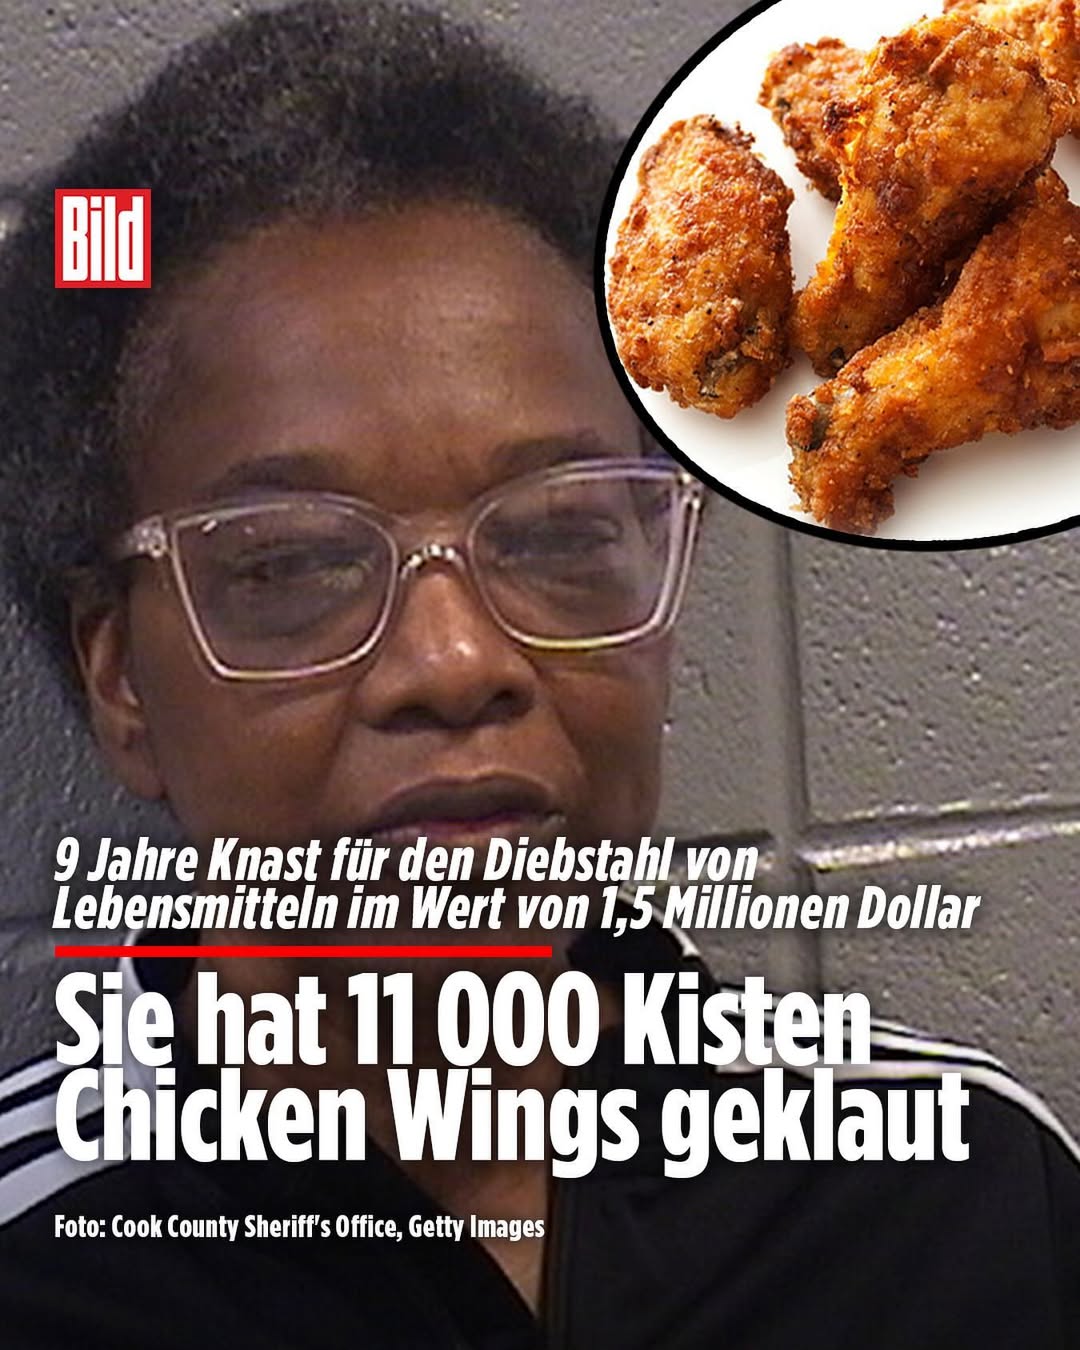 Bild
9 Jahre Knast für den Diebstahl von
Lebensmitteln im Wert von 1,5 Millionen Dollar
Sie hat 11 000 Kisten
Chicken Wings geklaut
Foto: Cook County Sheriff's Office, Getty Images